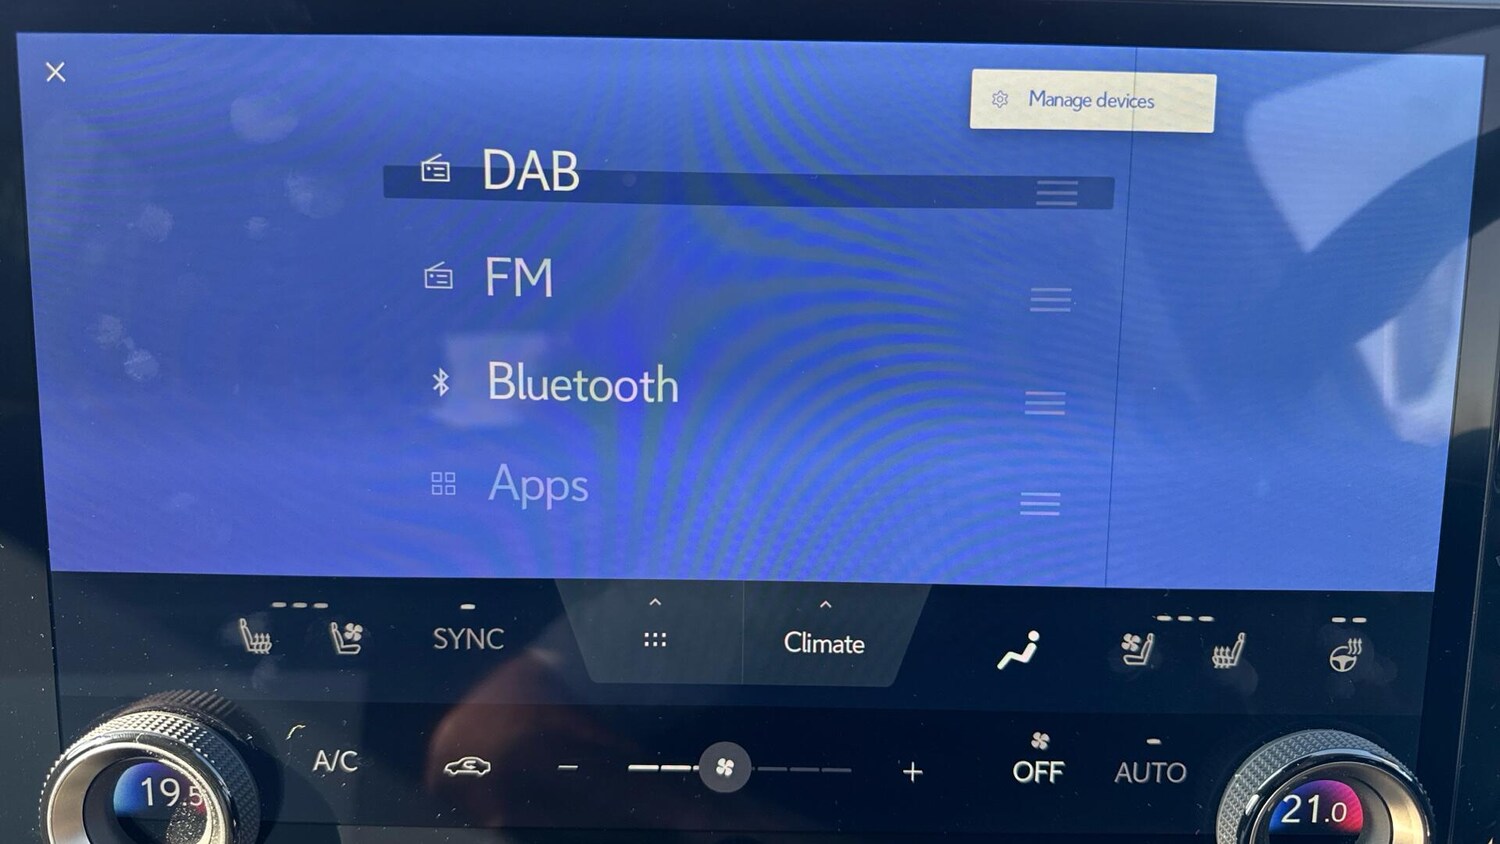 Manage devices
DAB
FM
Bluetooth
Apps
SYNC
Climate
A/C
OFF
AUTO
19.5
21.0